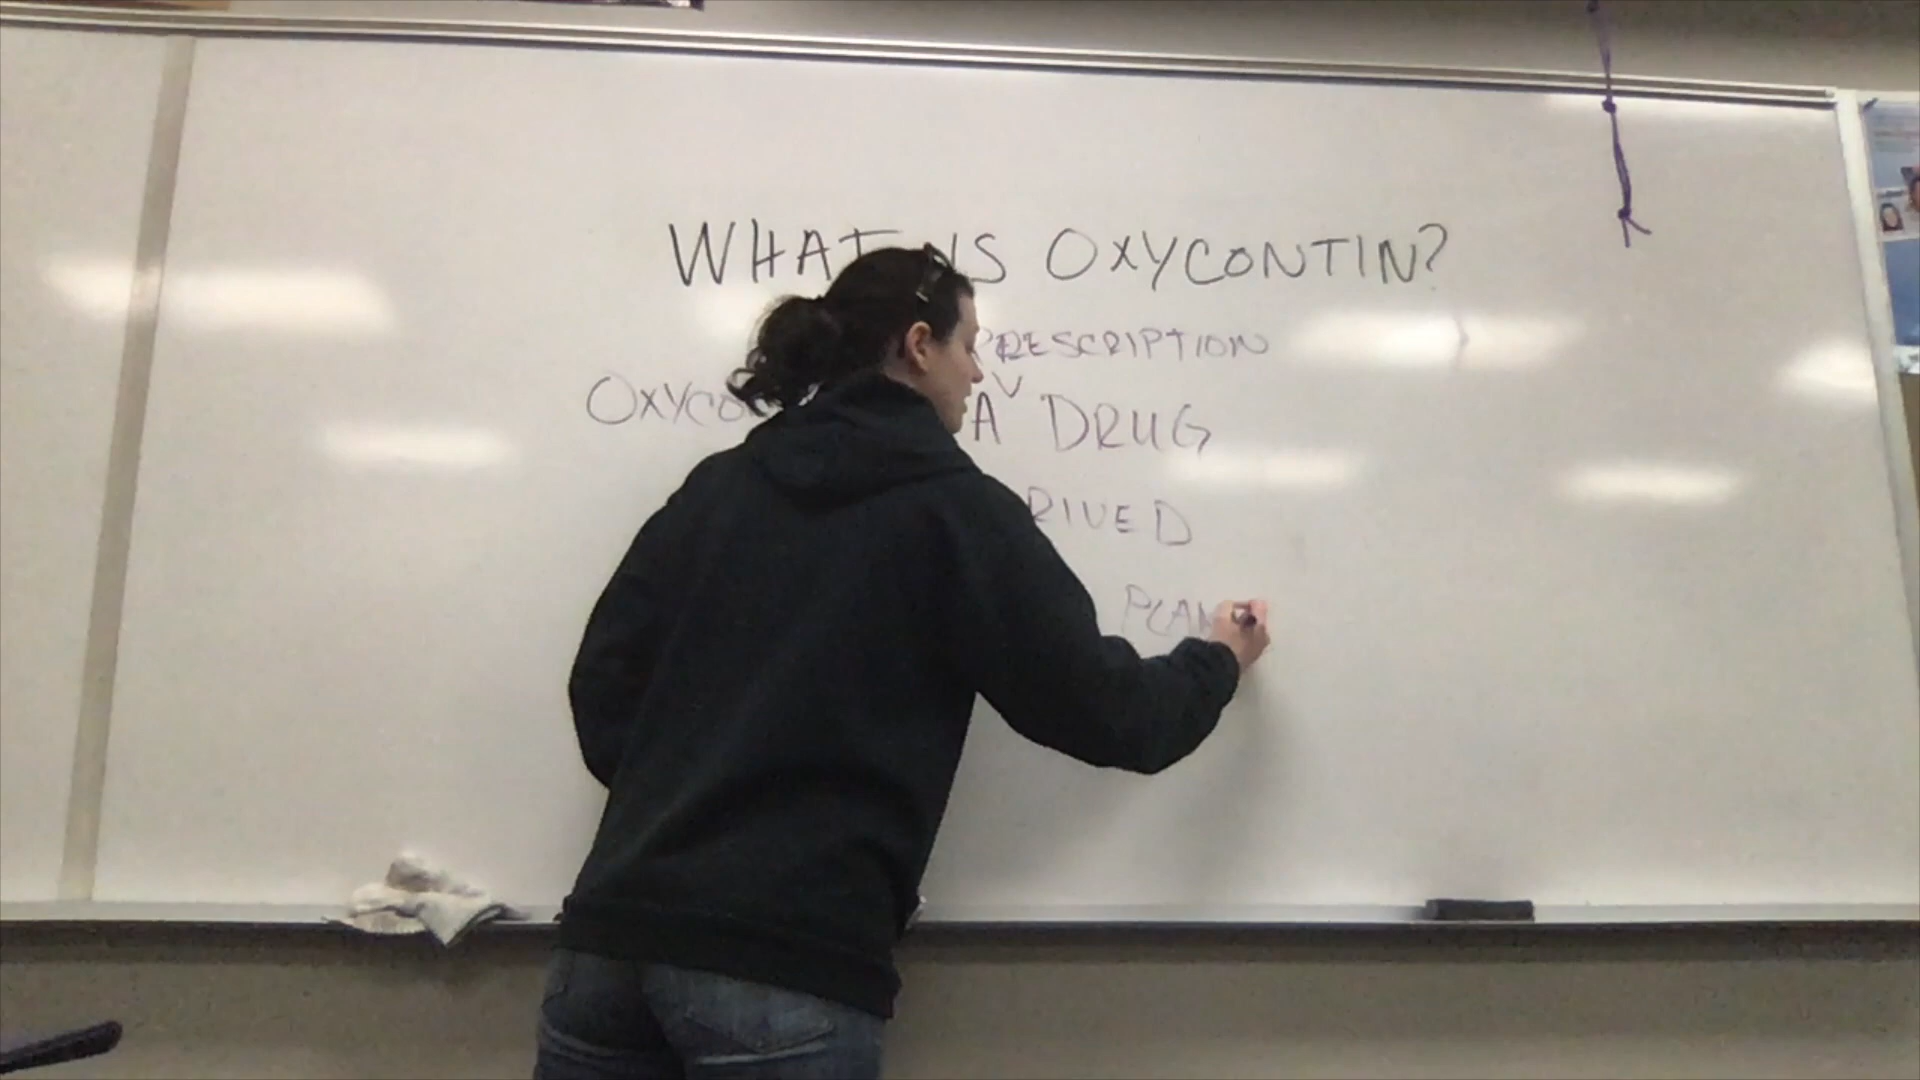 WHAT IS OXYCONTIN?
PRESCRIPTION
OXYCO A DRUG
RIVED
PLAN